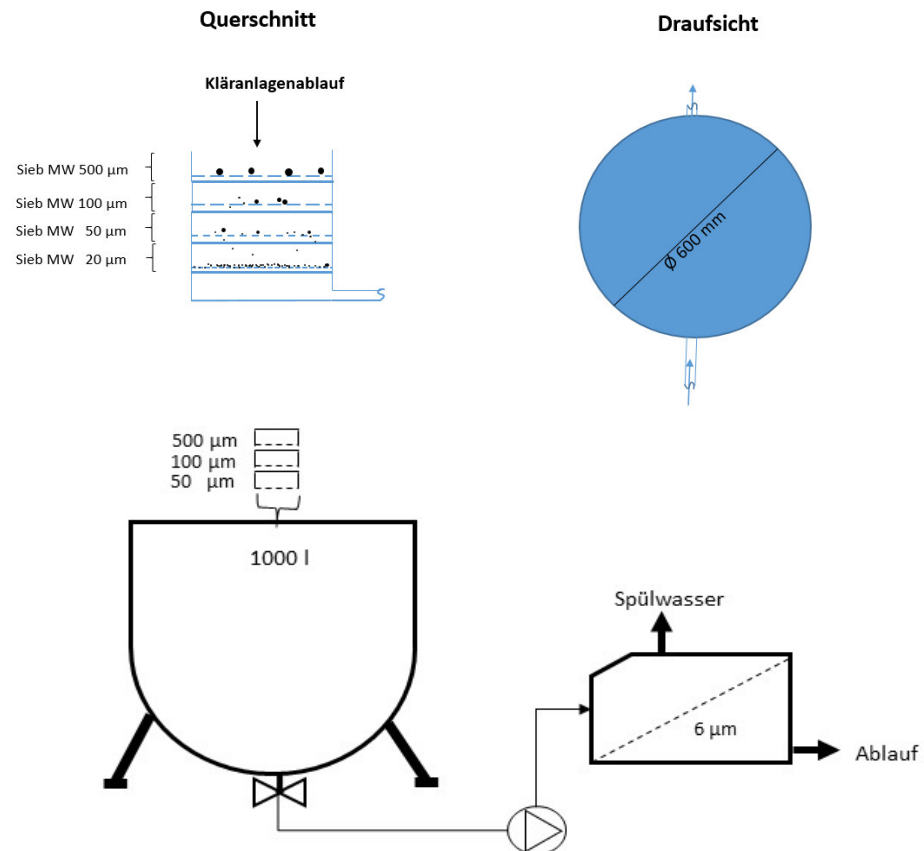 Querschnitt
Draufsicht
Kläranlagenablauf
Sieb MW 500 µm
Sieb MW 100 µm
Sieb MW 50 µm
Sieb MW 20 µm
Ø 600 mm
500 µm
100 µm
50 µm
1000 l
Spülwasser
6 µm
Ablauf